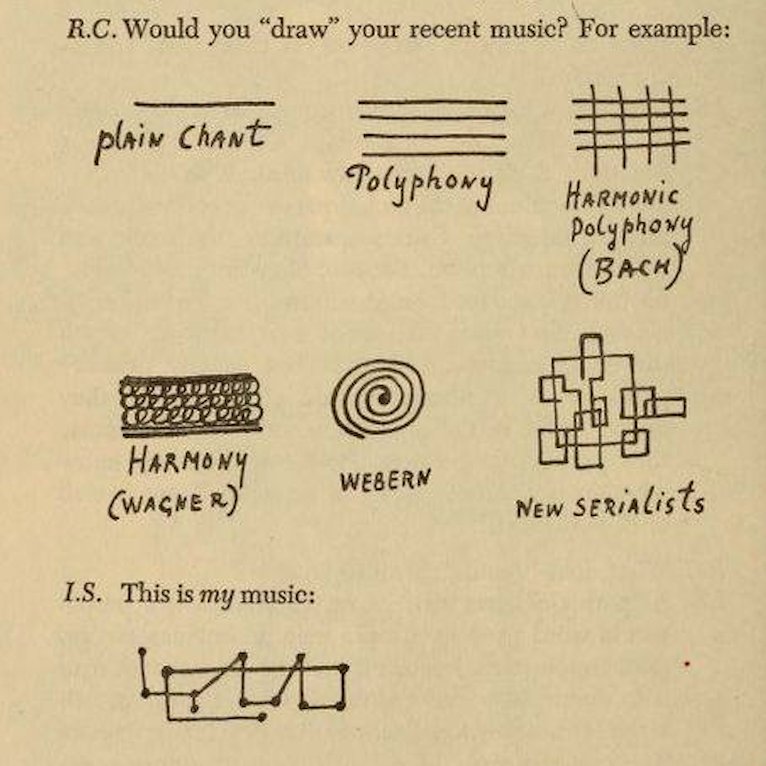 R.C. Would you “draw” your recent music? For example:
plain Chant
Polyphony
HARMONIC
Polyphony
(BACH)
HARMONY
(WAGNER)
WEBERN
NEW SERIALists
I.S. This is my music: